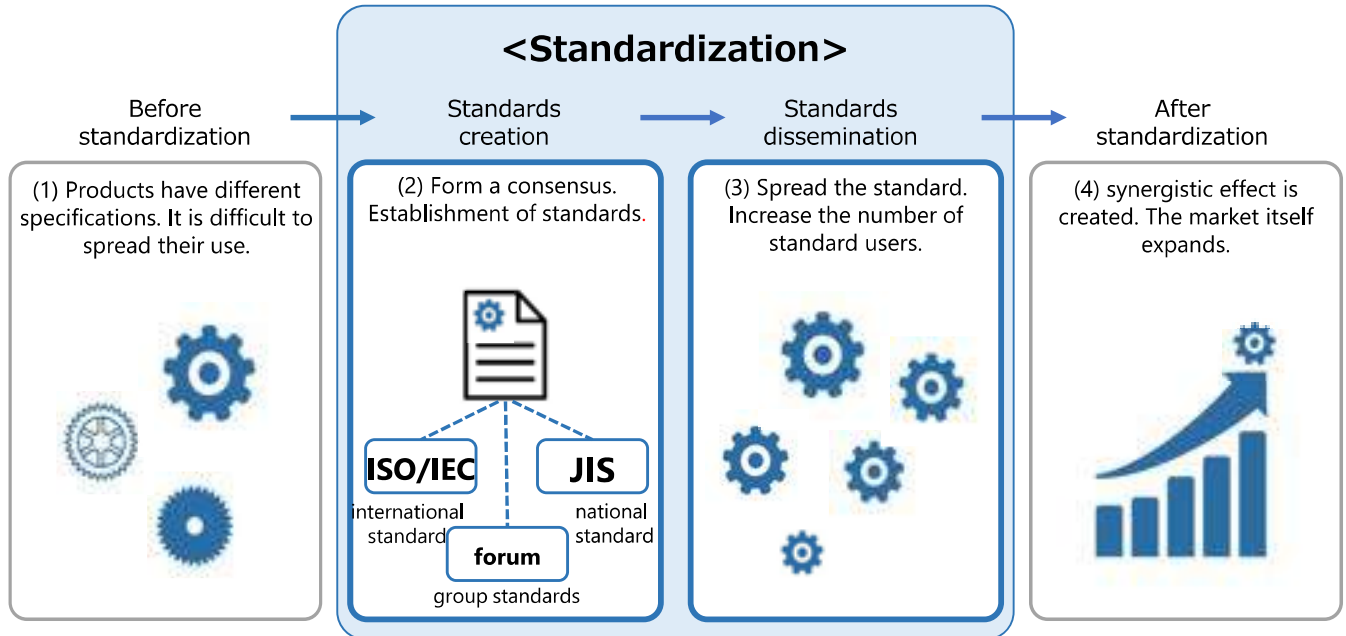 <Standardization>
Before
standardization
Standards
creation
Standards
dissemination
After
standardization
(1) Products have different
specifications. It is difficult to
spread their use.
(2) Form a consensus.
Establishment of standards.
ISO/IEC
international
standard
JIS
national
standard
forum
group standards
(3) Spread the standard.
Increase the number of
standard users.
(4) synergistic effect is
created. The market itself
expands.